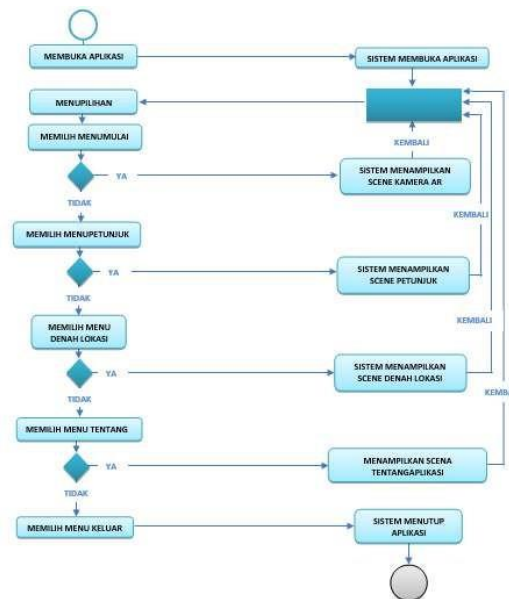 MEMBUKA APLIKASI
SISTEM MEMBUKA APLIKASI
MENUPILIHAN
MEMILIH MENUMULAI
KEMBALI
YA
SISTEM MENAMPILKAN
SCENE KAMERA AR
TIDAK
KEMBALI
MEMILIH MENUPETUNJUK
YA
SISTEM MENAMPILKAN
SCENE PETUNJUK
TIDAK
KEMBALI
MEMILIH MENU
DENAH LOKASI
YA
SISTEM MENAMPILKAN
SCENE DENAH LOKASI
TIDAK
KEMBA
MEMILIH MENU TENTANG
YA
MENAMPILKAN SCENA
TENTANGAPLIKASI
TIDAK
MEMILIH MENU KELUAR
SISTEM MENUTUP
APLIKASI